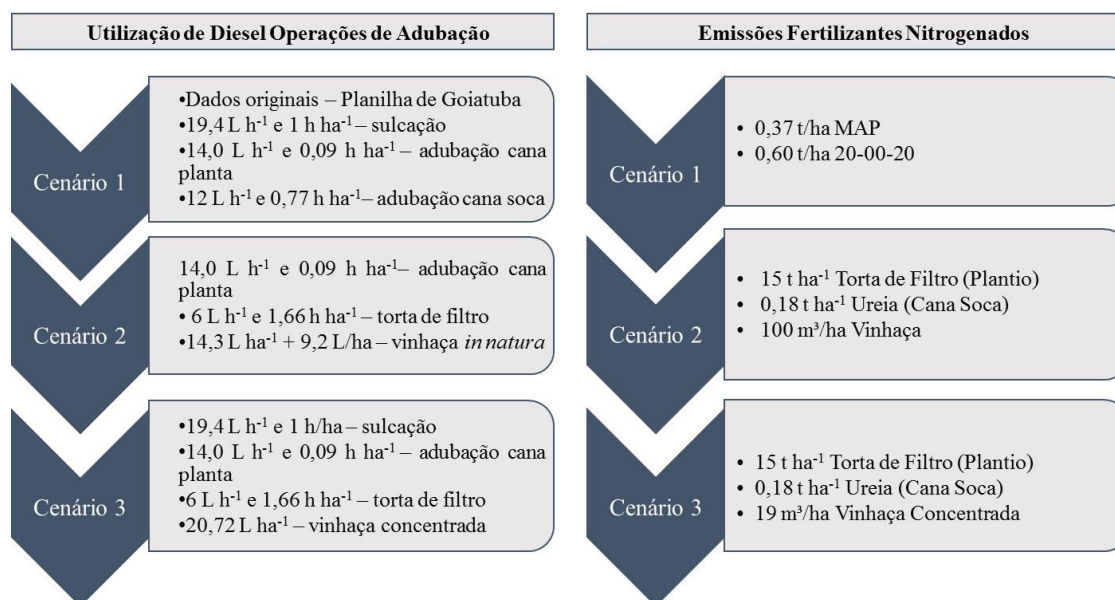 Utilização de Diesel Operações de Adubação
Cenário 1
•Dados originais – Planilha de Goiatuba
•19,4 L h⁻¹ e 1 h ha⁻¹– sulcação
•14,0 L h⁻¹ e 0,09 h ha⁻¹– adubação cana
planta
•12 L h⁻¹ e 0,77 h ha⁻¹– adubação cana soca
Cenário 2
14,0 L h⁻¹ e 0,09 h ha⁻¹– adubação cana
planta
• 6 L h⁻¹ e 1,66 h ha⁻¹ – torta de filtro
•14,3 L ha⁻¹ + 9,2 L/ha – vinhaça in natura
Cenário 3
•19,4 L h⁻¹ e 1 h/ha – sulcação
•14,0 L h⁻¹ e 0,09 h ha⁻¹ – adubação cana
planta
•6 L h⁻¹ e 1,66 h ha⁻¹ – torta de filtro
•20,72 L ha⁻¹ – vinhaça concentrada
Emissões Fertilizantes Nitrogenados
Cenário 1
• 0,37 t/ha MAP
• 0,60 t/ha 20-00-20
Cenário 2
• 15 t ha⁻¹ Torta de Filtro (Plantio)
• 0,18 t ha⁻¹ Ureia (Cana Soca)
• 100 m³/ha Vinhaça
Cenário 3
• 15 t ha⁻¹ Torta de Filtro (Plantio)
• 0,18 t ha⁻¹ Ureia (Cana Soca)
• 19 m³/ha Vinhaça Concentrada